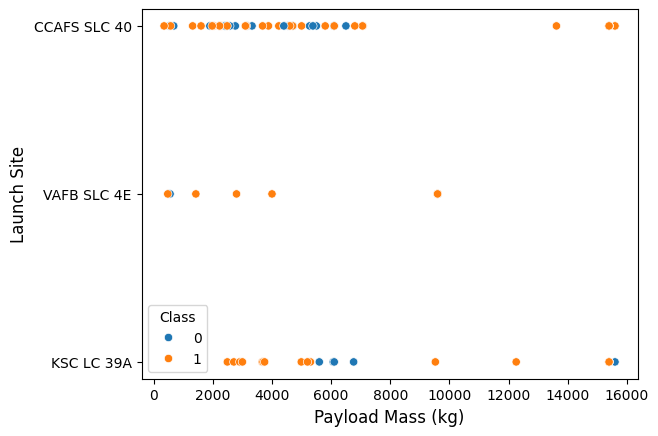 CCAFS SLC 40
VAFB SLC 4E
KSC LC 39A
Launch Site
Class
0
1
0 2000 4000 6000 8000 10000 12000 14000 16000
Payload Mass (kg)